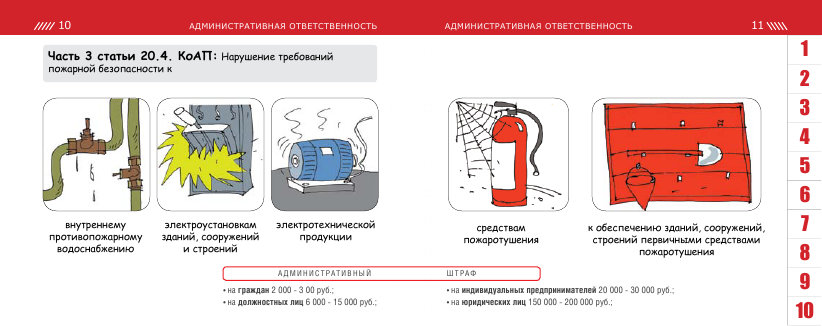 10
АДМИНИСТРАТИВНАЯ ОТВЕТСТВЕННОСТЬ
Часть 3 статьи 20.4. КоАП: Нарушение требований
пожарной безопасности к
внутреннему
противопожарному
водоснабжению
электроустановкам
зданий, сооружений
и строений
электротехнической
продукции
АДМИНИСТРАТИВНАЯ ОТВЕТСТВЕННОСТЬ
11
средствам
пожаротушения
к обеспечению зданий, сооружений,
строений первичными средствами
пожаротушения
АДМИНИСТРАТИВНЫЙ ШТРАФ
• на граждан 2 000 - 3 00 руб.;
• на должностных лиц 6 000 - 15 000 руб.;
• на индивидуальных предпринимателей 20 000 - 30 000 руб.;
• на юридических лиц 150 000 - 200 000 руб.;
1
2
3
4
5
6
7
8
9
10